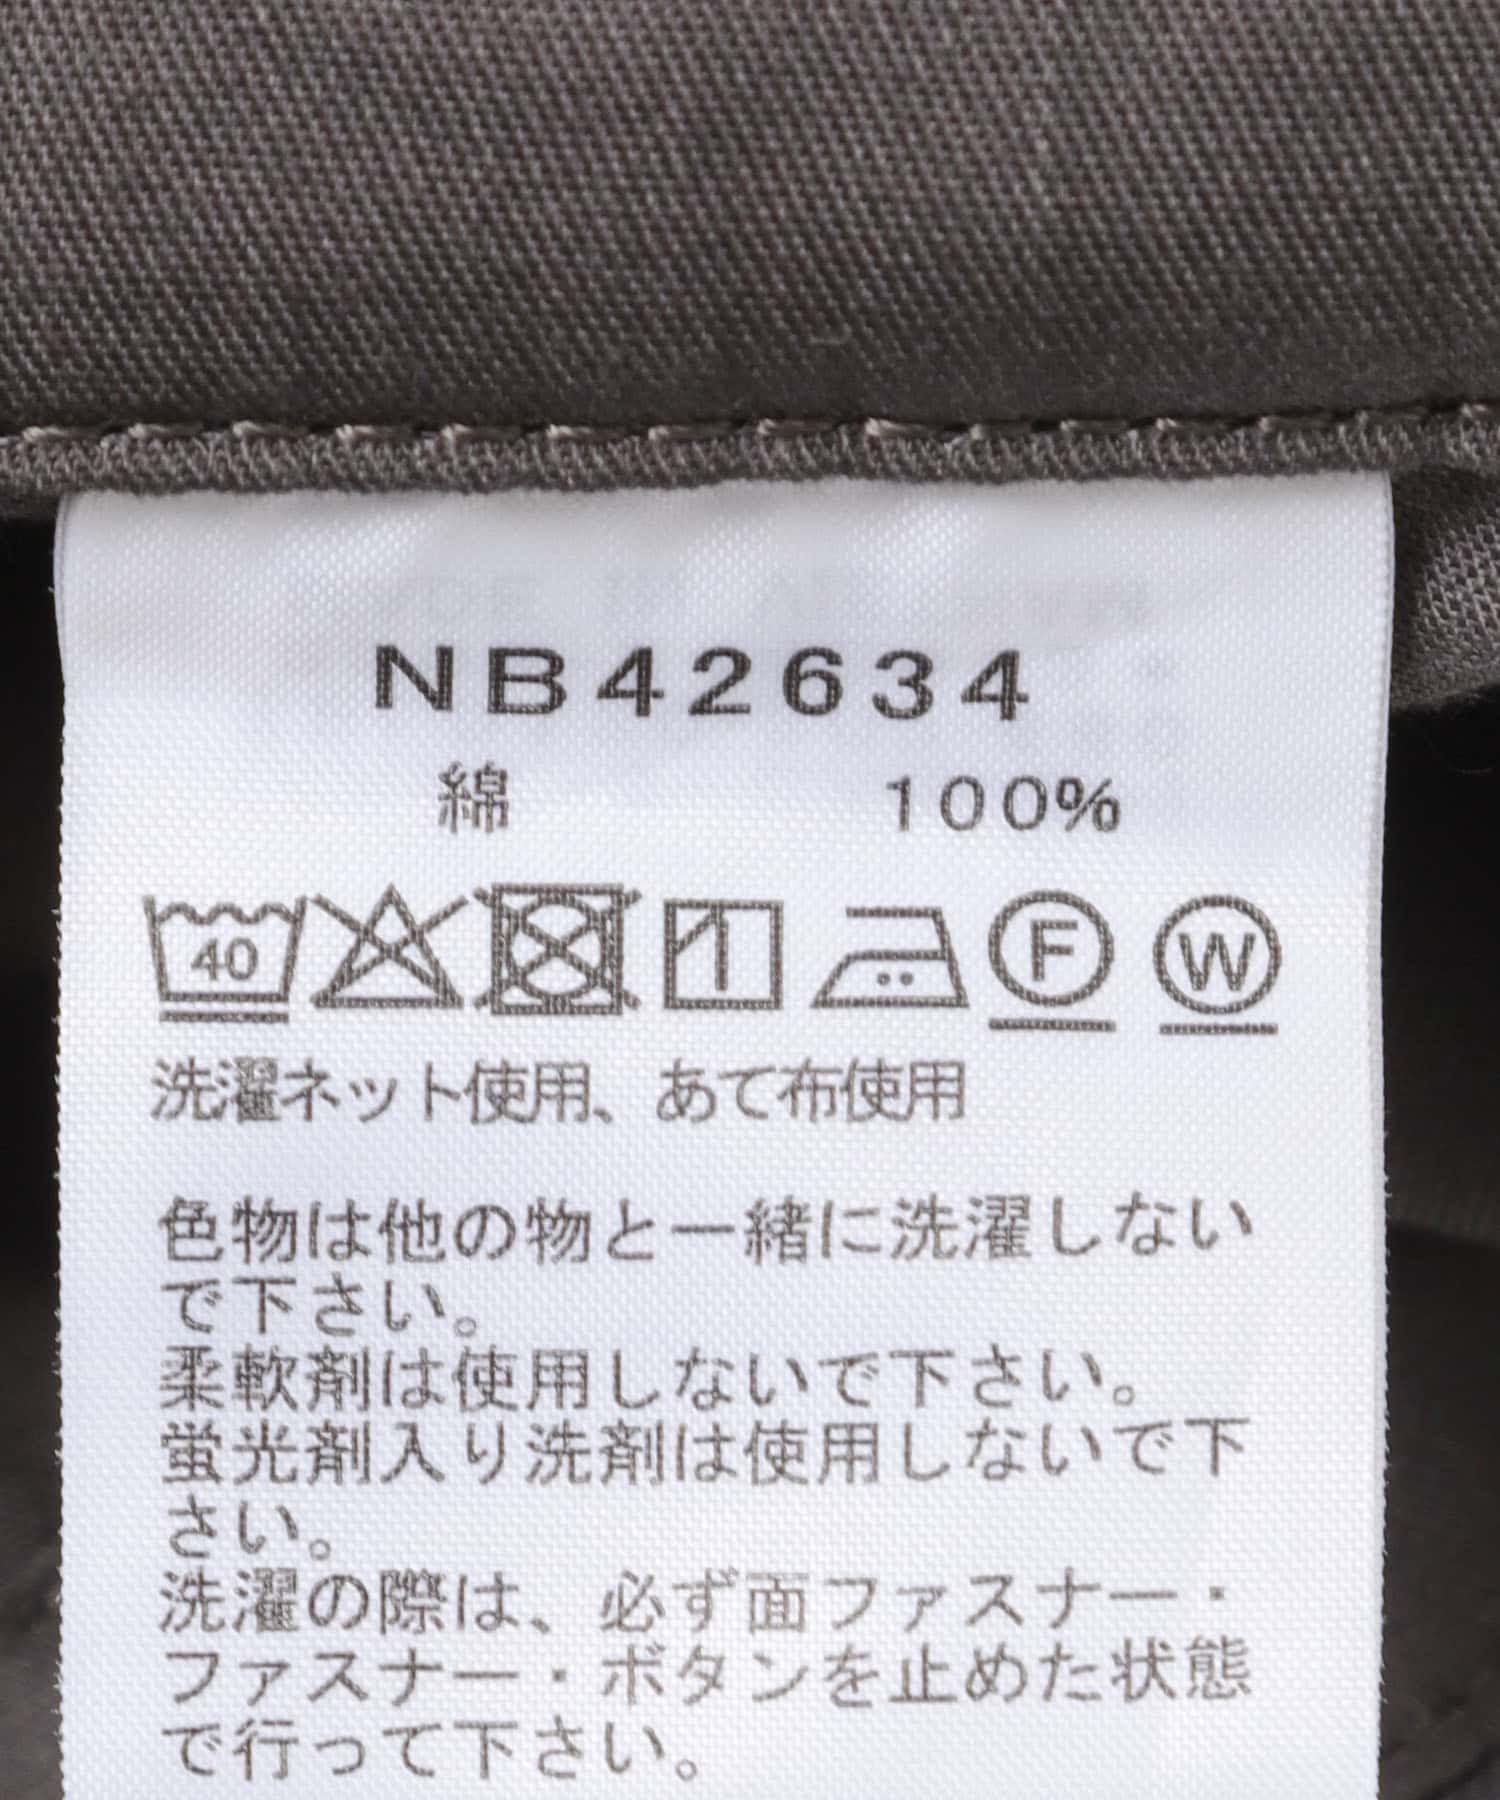 NB42634
綿 100%
40 F W
洗濯ネット使用、あて布使用
色物は他の物と一緒に洗濯しない
で下さい。
柔軟剤は使用しないで下さい。
蛍光剤入り洗剤は使用しないで下
さい。
洗濯の際は、必ず面ファスナー・
ファスナー・ボタンを止めた状態
で行って下さい。